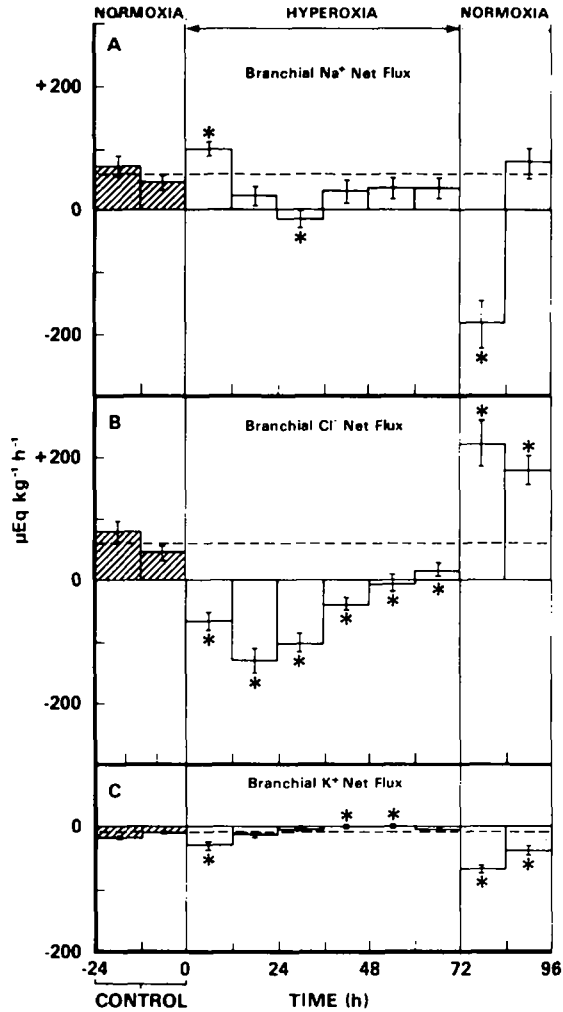 NORMOXIA HYPEROXIA NORMOXIA
A
Branchial Na⁺ Net Flux
+200
*
0
*
-200
*
B
Branchial Cl⁻ Net Flux
*
+200
*
0
* * * * * *
-200
µEq kg⁻¹ h⁻¹
C
Branchial K⁺ Net Flux
0
* * * * *
-200
-24 0 24 48 72 96
CONTROL TIME (h)